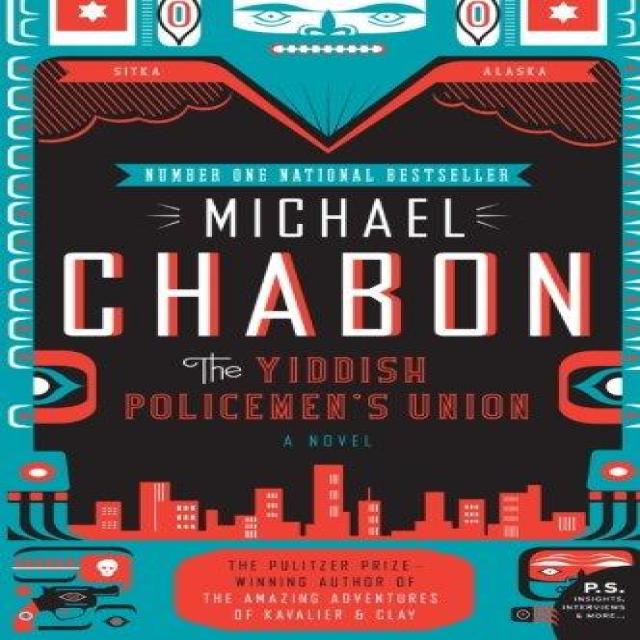 SITKA
ALASKA
NUMBER ONE NATIONAL BESTSELLER
MICHAEL
CHABON
The YIDDISH
POLICEMEN'S UNION
A NOVEL
THE PULITZER PRIZE–
WINNING AUTHOR OF
THE AMAZING ADVENTURES
OF KAVALIER & CLAY
P.S.
INSIGHTS,
INTERVIEWS
& MORE...